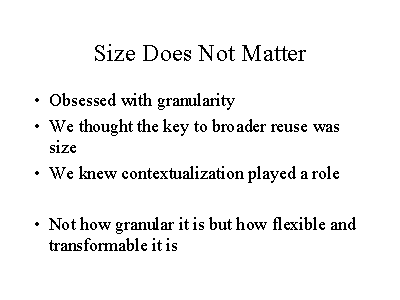 Size Does Not Matter
• Obsessed with granularity
• We thought the key to broader reuse was
size
• We knew contextualization played a role
• Not how granular it is but how flexible and
transformable it is